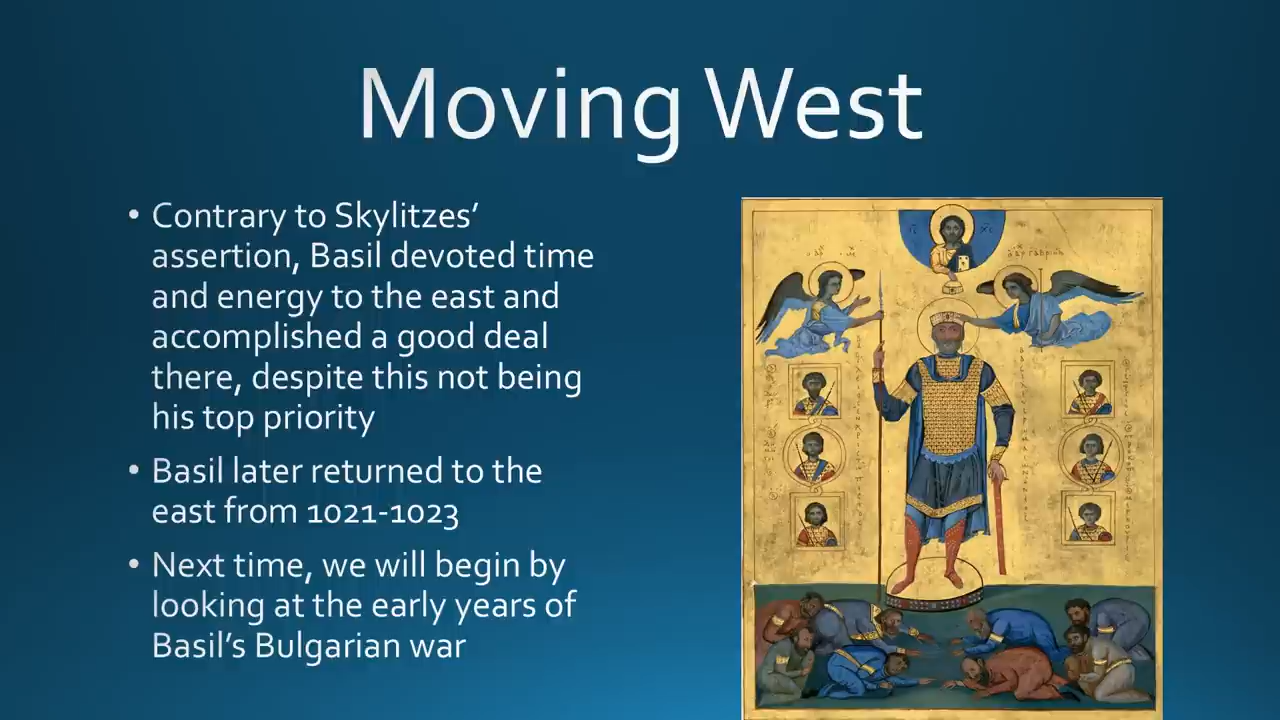 Moving West
• Contrary to Skylitzes’
assertion, Basil devoted time
and energy to the east and
accomplished a good deal
there, despite this not being
his top priority
• Basil later returned to the
east from 1021-1023
• Next time, we will begin by
looking at the early years of
Basil’s Bulgarian war